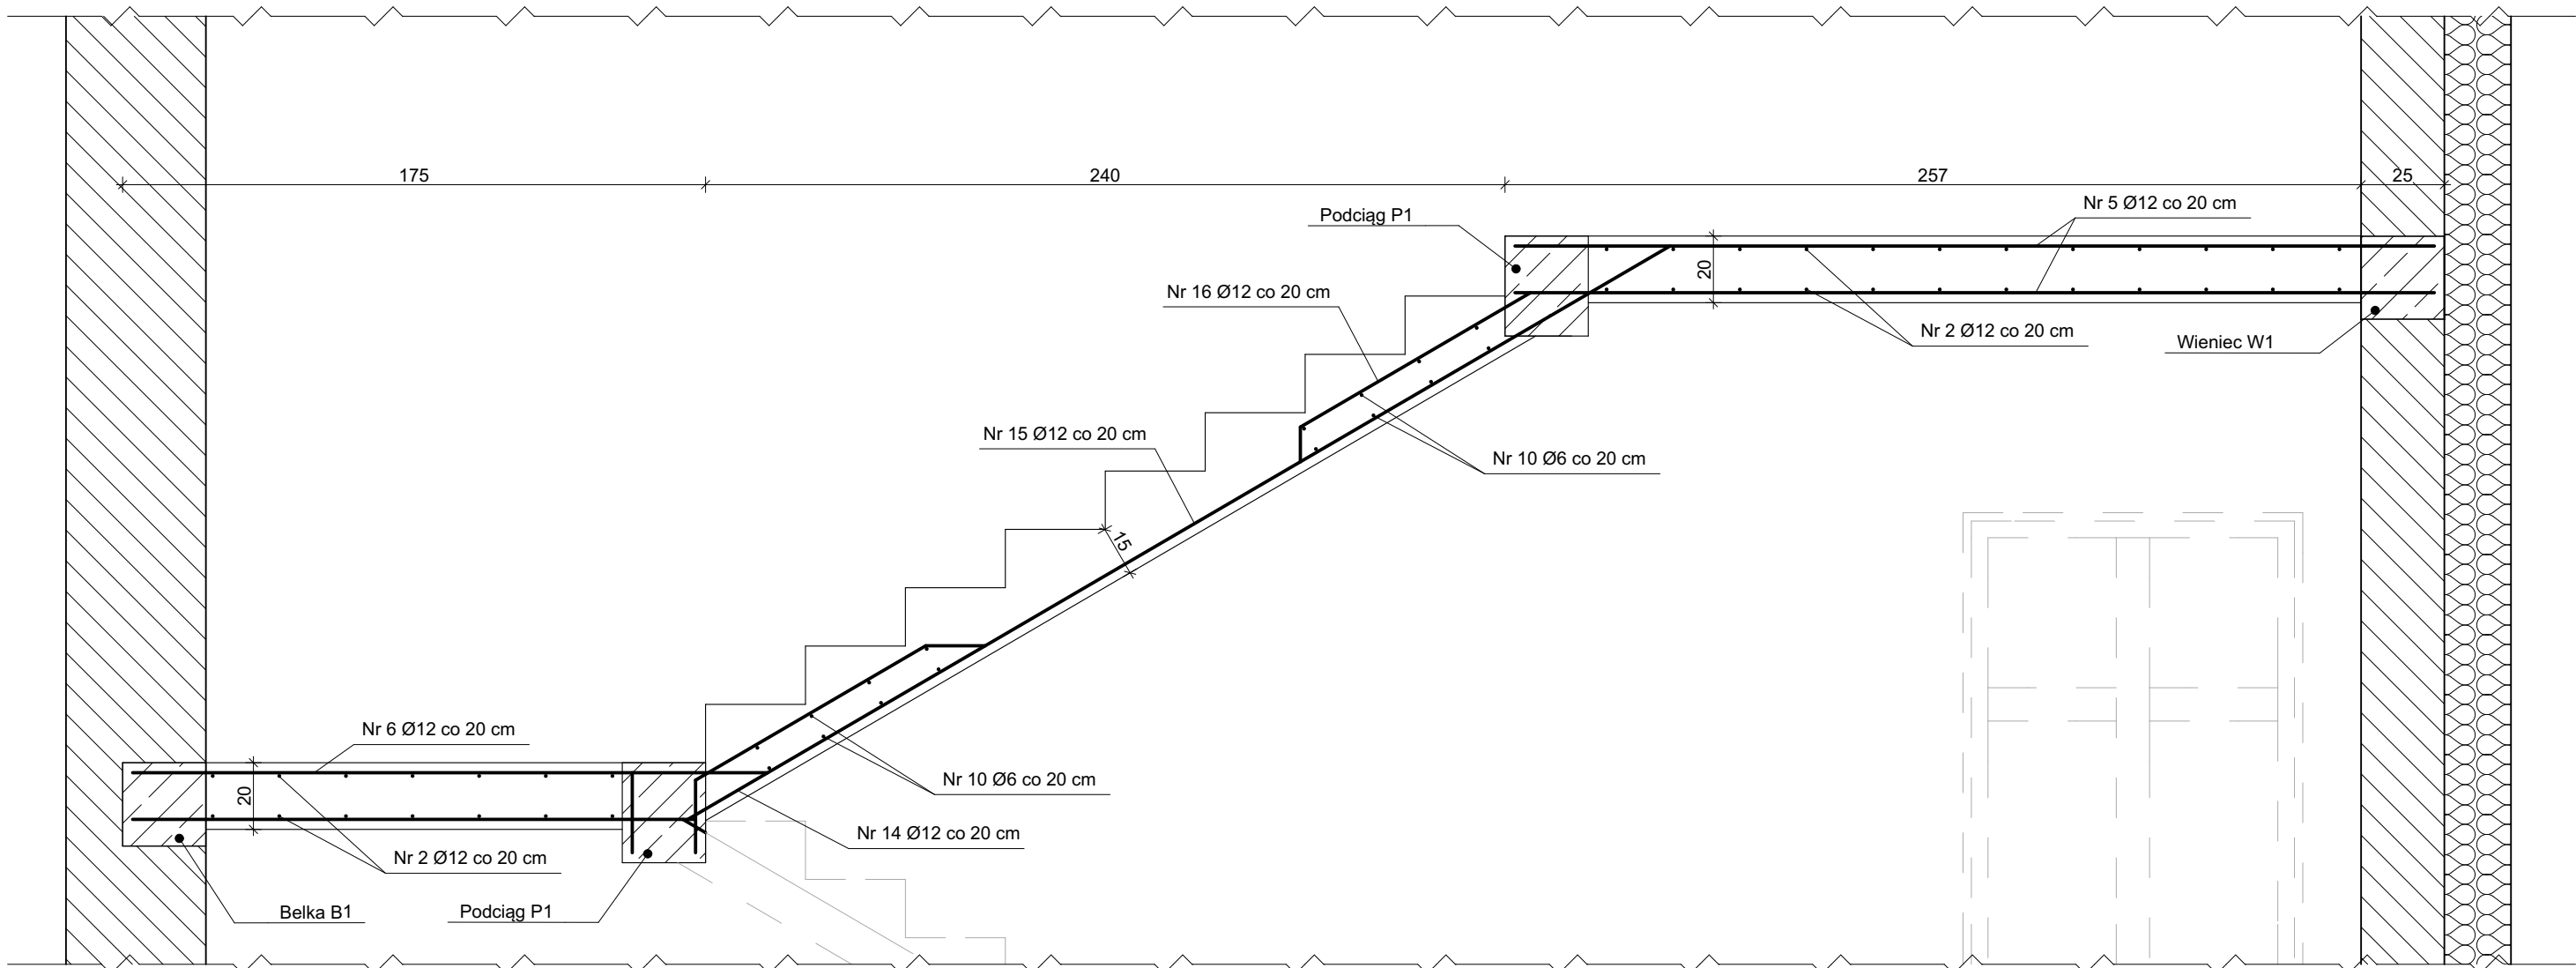 175
240
257
25
Nr 5 Ø12 co 20 cm
Podciąg P1
20
Nr 16 Ø12 co 20 cm
Nr 2 Ø12 co 20 cm
Wieniec W1
Nr 15 Ø12 co 20 cm
Nr 10 Ø6 co 20 cm
15
Nr 6 Ø12 co 20 cm
20
Nr 10 Ø6 co 20 cm
Nr 14 Ø12 co 20 cm
Nr 2 Ø12 co 20 cm
Belka B1
Podciąg P1